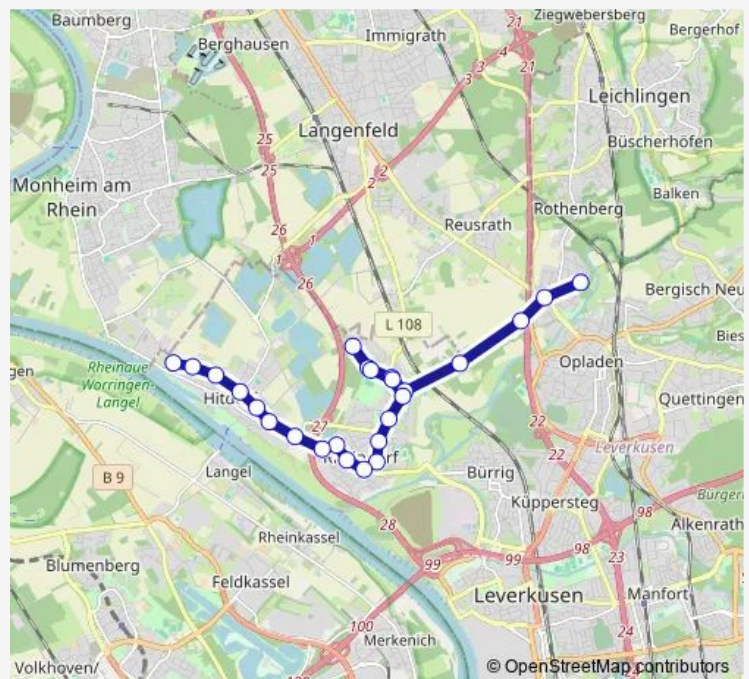 Baumberg
Berghausen
Immigrath
21
Ziegwebersberg
Bergerhof
3
4
3
21
Leichlingen
Langenfeld
25
25
2
2
Büscherhöfen
Monheim am
Rhein
Balken
Rothenberg
Reusrath
26
1
1
26
Bergisch Neu
L 108
Bies
Opladen
Rheinaue
Worringen-
Langel
gen
Quettingen
27
22
22
Leverkusen
B 9
Langel
Bürrig
Bürgern
Küppersteg
98
28
Alkenrath
Rheinkassel
99
99
98
23
Blumenberg
Feldkassel
Leverkusen
Manfort
100
24
Merkenich
Volkhoven/
© OpenStreetMap contributors